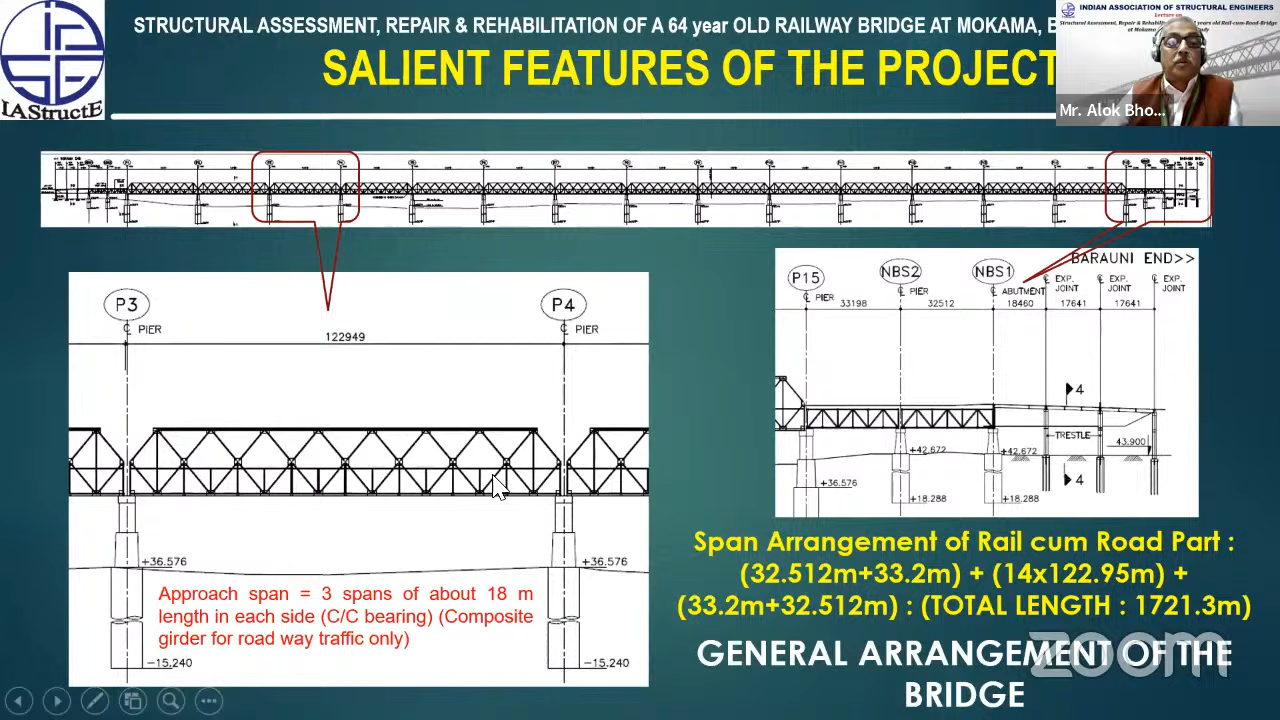 STRUCTURAL ASSESSMENT, REPAIR & REHABILITATION OF A 64 year OLD RAILWAY BRIDGE AT MOKAMA, B
SALIENT FEATURES OF THE PROJECT
IAStructE
INDIAN ASSOCIATION OF STRUCTURAL ENGINEERS
Lecture on
Mr. Alok Bho...
P3
P4
℄ PIER
℄ PIER
122949
+36.576
+36.576
Approach span = 3 spans of about 18 m
length in each side (C/C bearing) (Composite
girder for road way traffic only)
−15.240
−15.240
BARAUNI END>>
P15
NBS2
NBS1
℄ PIER
℄ PIER
℄ ABUTMENT
℄ EXP. JOINT
℄ EXP. JOINT
℄ EXP. JOINT
33198
32512
18460
17641
17641
4
TRESTLE
43.900
+42.672
+42.672
+36.576
4
+18.288
+18.288
Span Arrangement of Rail cum Road Part :
(32.512m+33.2m) + (14x122.95m) +
(33.2m+32.512m) : (TOTAL LENGTH : 1721.3m)
GENERAL ARRANGEMENT OF THE
BRIDGE
zoom